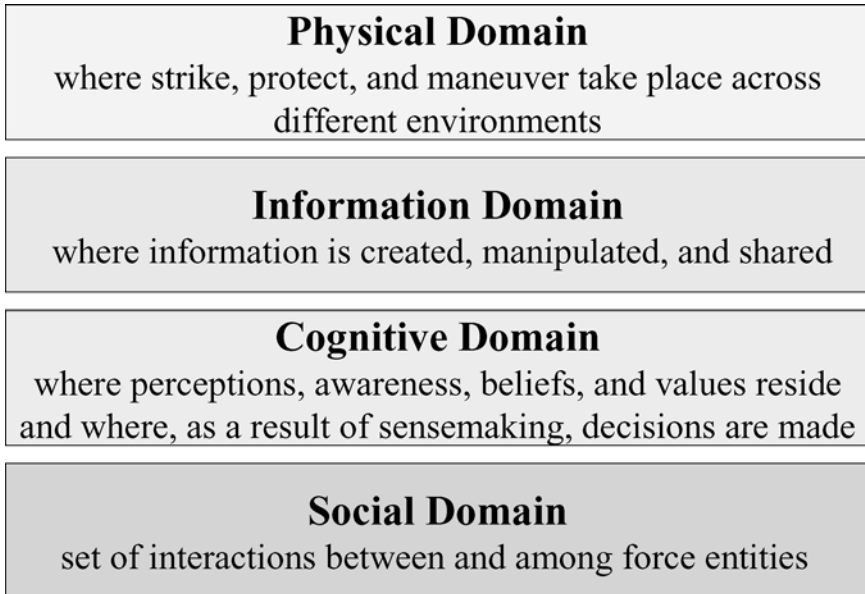 Physical Domain
where strike, protect, and maneuver take place across
different environments
Information Domain
where information is created, manipulated, and shared
Cognitive Domain
where perceptions, awareness, beliefs, and values reside
and where, as a result of sensemaking, decisions are made
Social Domain
set of interactions between and among force entities